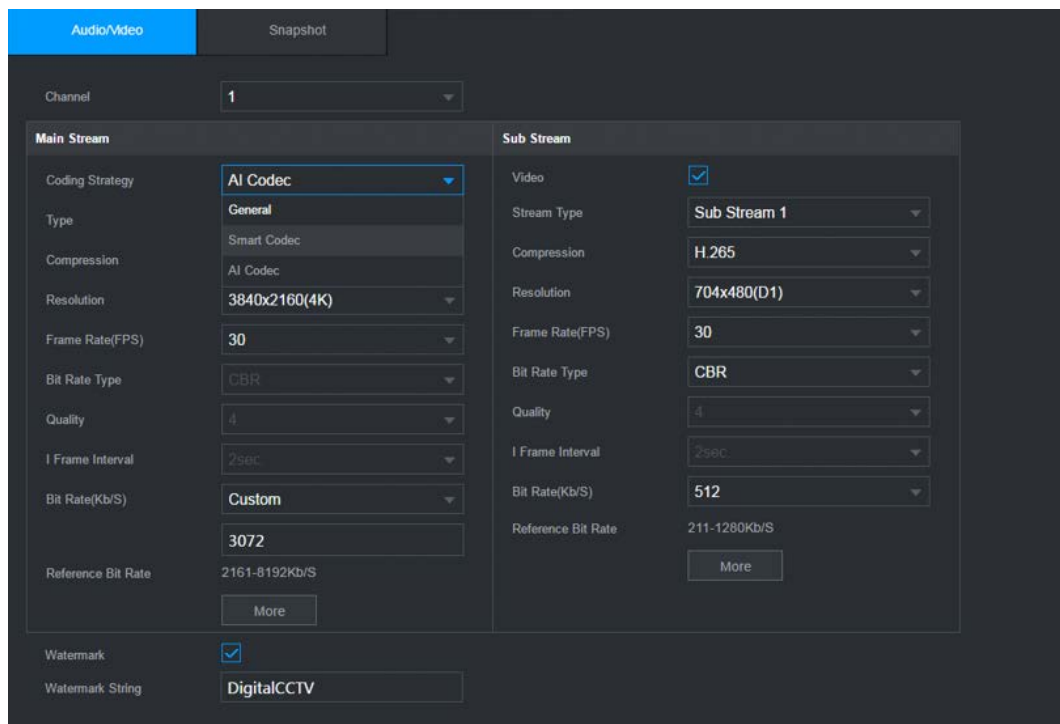 Audio/Video
Snapshot
Channel
1
Main Stream
Coding Strategy
AI Codec
General
Smart Codec
AI Codec
Type
Compression
Resolution
3840x2160(4K)
Frame Rate(FPS)
30
Bit Rate Type
CBR
Quality
4
I Frame Interval
2sec.
Bit Rate(Kb/S)
Custom
3072
Reference Bit Rate
2161-8192Kb/S
More
Sub Stream
Video
Stream Type
Sub Stream 1
Compression
H.265
Resolution
704x480(D1)
Frame Rate(FPS)
30
Bit Rate Type
CBR
Quality
4
I Frame Interval
2sec.
Bit Rate(Kb/S)
512
Reference Bit Rate
211-1280Kb/S
More
Watermark
Watermark String
DigitalCCTV